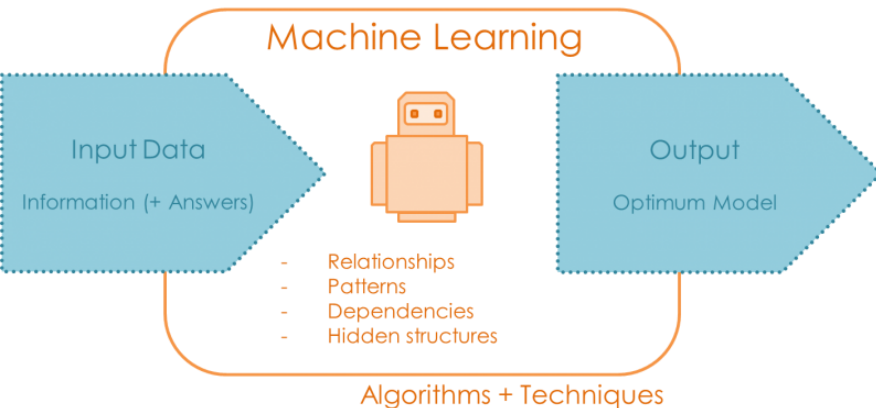 Machine Learning
Input Data
Information (+ Answers)
Output
Optimum Model
- Relationships
- Patterns
- Dependencies
- Hidden structures
Algorithms + Techniques